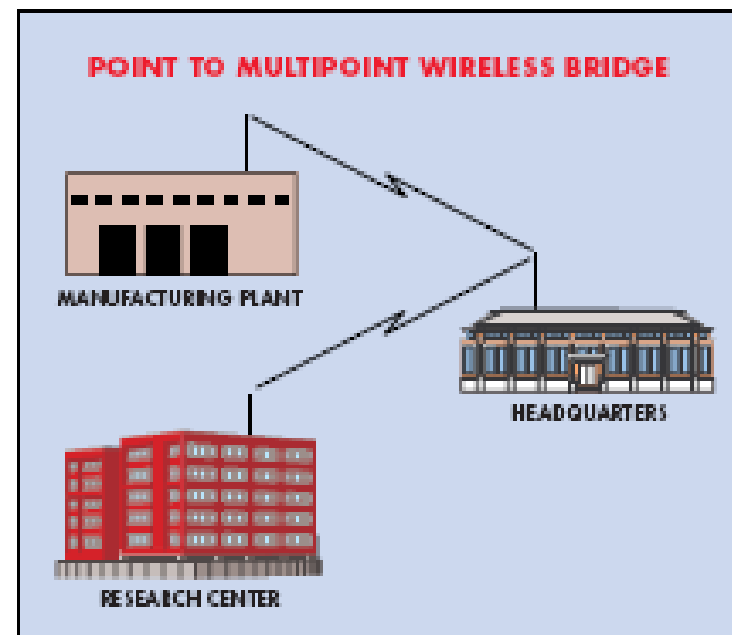 POINT TO MULTIPOINT WIRELESS BRIDGE
MANUFACTURING PLANT
HEADQUARTERS
RESEARCH CENTER